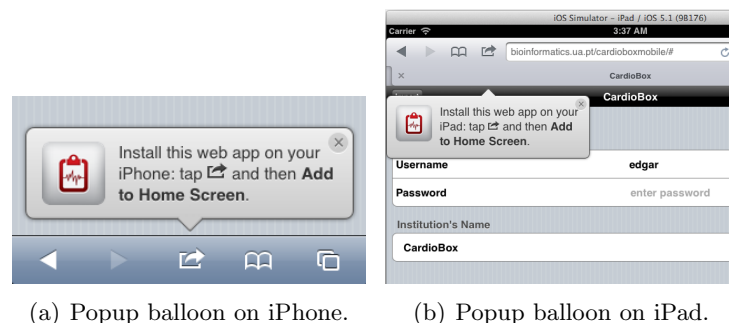 Install this web app on your
iPhone: tap and then Add
to Home Screen.
(a) Popup balloon on iPhone.
iOS Simulator - iPad / iOS 5.1 (9B176)
Carrier 3:37 AM
bioinformatics.ua.pt/cardioboxmobile/#
CardioBox
CardioBox
Install this web app on your
iPad: tap and then Add
to Home Screen.
Username edgar
Password enter password
Institution's Name
CardioBox
(b) Popup balloon on iPad.